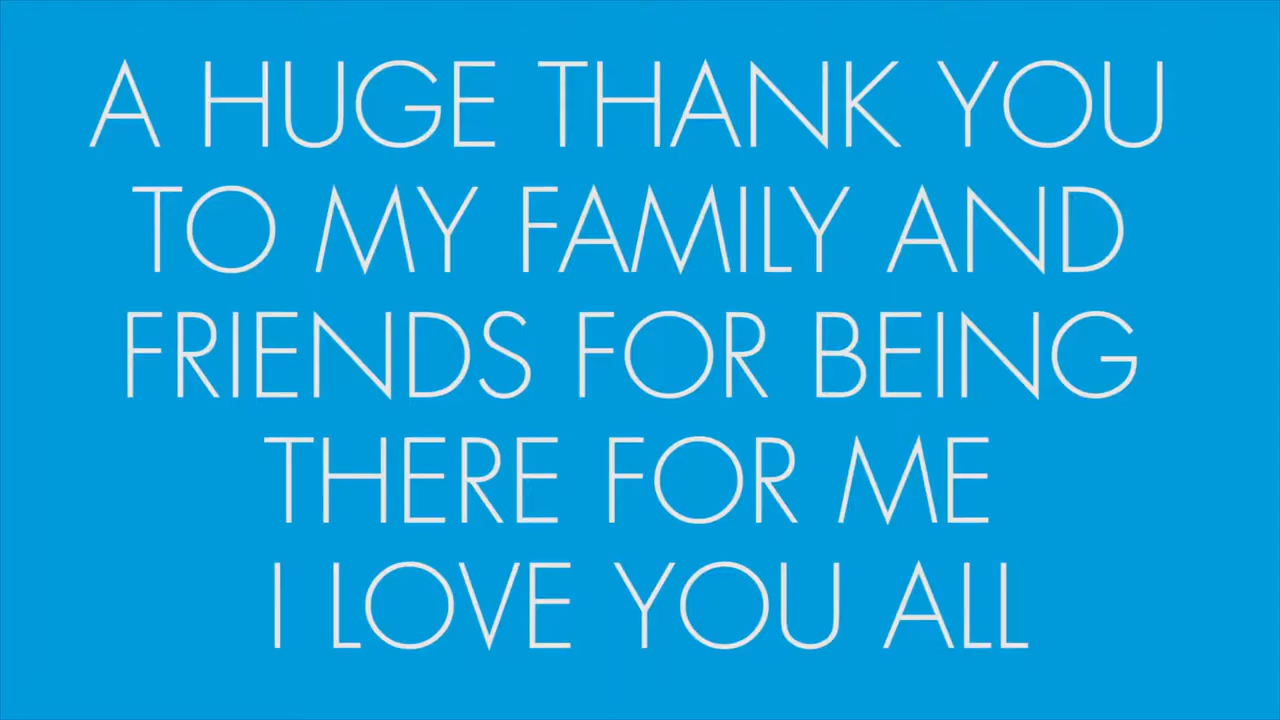 A HUGE THANK YOU
TO MY FAMILY AND
FRIENDS FOR BEING
THERE FOR ME
I LOVE YOU ALL